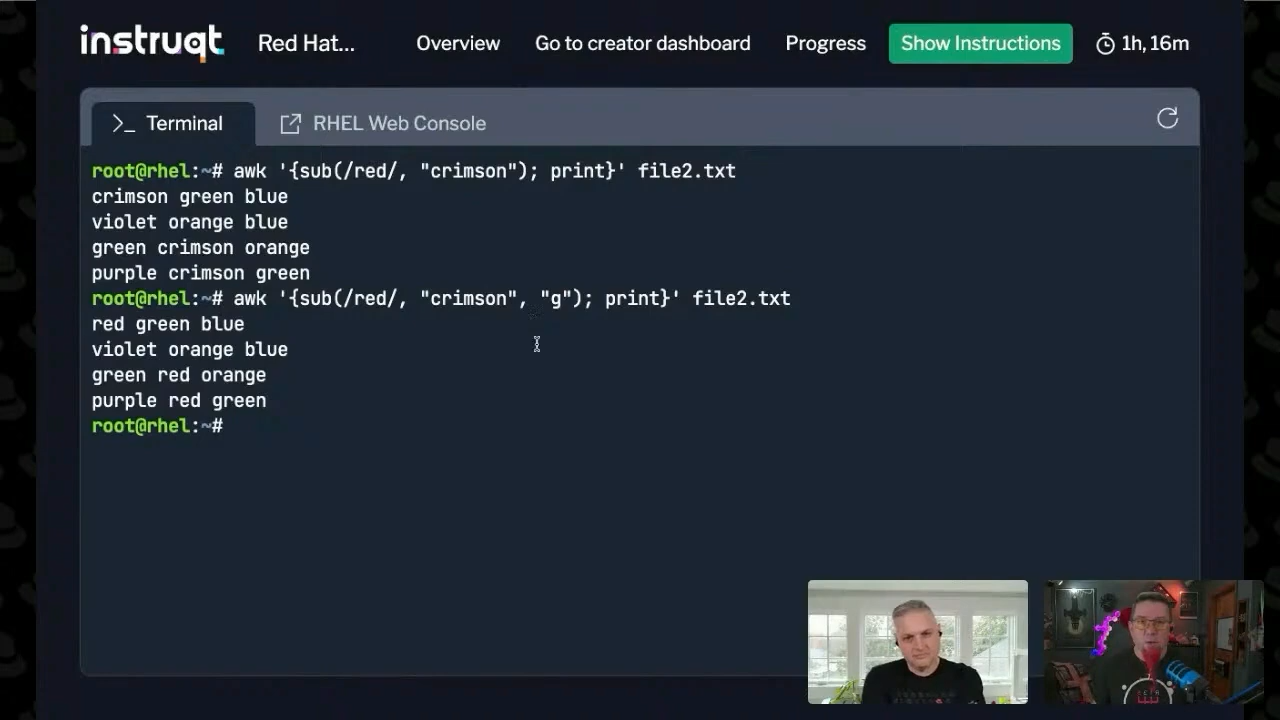 instruqt Red Hat... Overview Go to creator dashboard Progress Show Instructions 1h, 16m
>_ Terminal RHEL Web Console
root@rhel:~# awk '{sub(/red/, "crimson"); print}' file2.txt
crimson green blue
violet orange blue
green crimson orange
purple crimson green
root@rhel:~# awk '{sub(/red/, "crimson", "g"); print}' file2.txt
red green blue
violet orange blue
green red orange
purple red green
root@rhel:~#